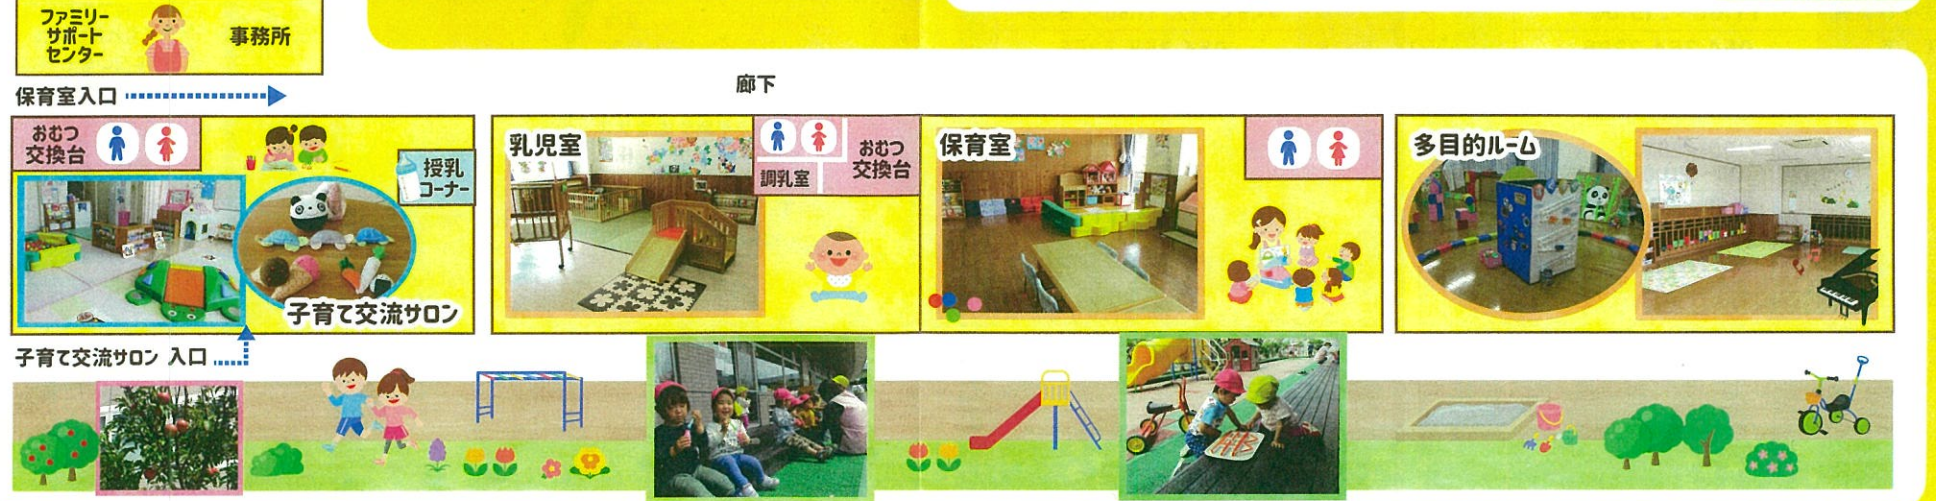 ファミリー
サポート
センター
事務所
保育室入口
廊下
おむつ
交換台
授乳
コーナー
子育て交流サロン
乳児室
調乳室
おむつ
交換台
保育室
多目的ルーム
子育て交流サロン 入口